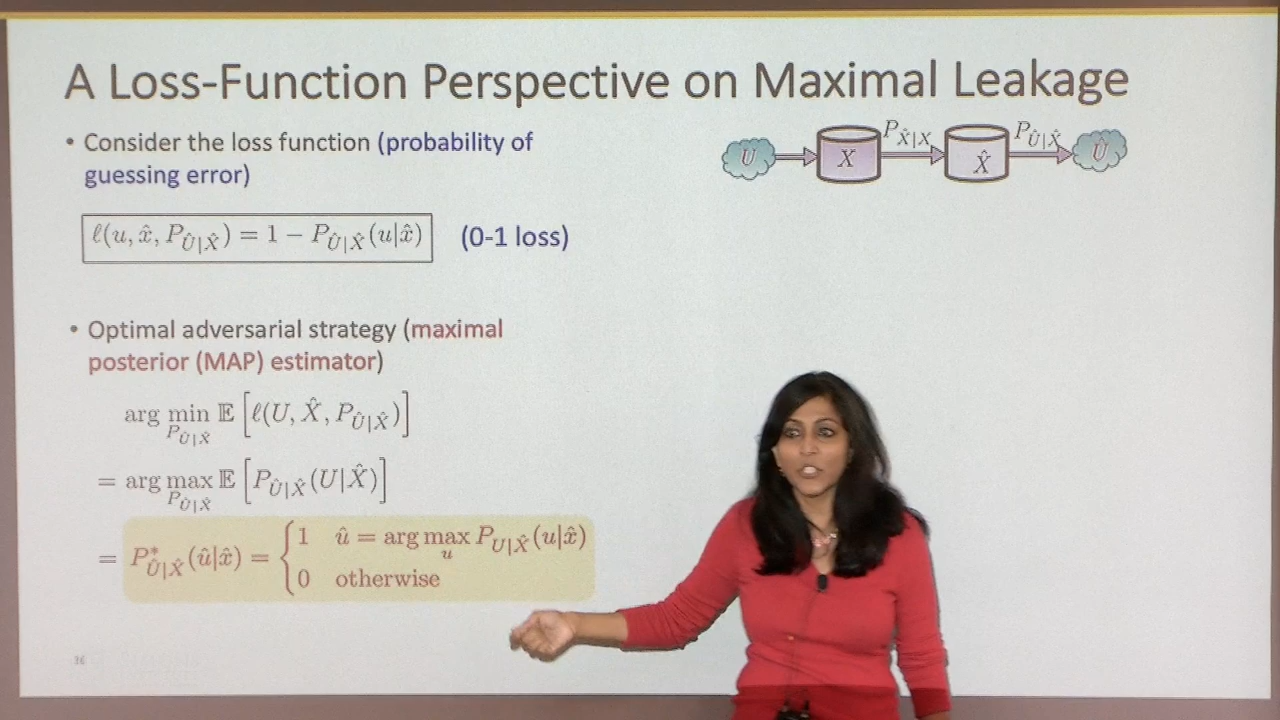 A Loss-Function Perspective on Maximal Leakage
• Consider the loss function (probability of
guessing error)
U X P_{X̂|X} X̂ P_{Û|X̂} Û
ℓ(u, x̂, P_{Û|X̂}) = 1 − P_{Û|X̂}(u|x̂) (0-1 loss)
• Optimal adversarial strategy (maximal
posterior (MAP) estimator)
arg min_{P_{Û|X̂}} 𝔼[ℓ(U, X̂, P_{Û|X̂})]
= arg max_{P_{Û|X̂}} 𝔼[P_{Û|X̂}(U|X̂)]
= P*_{Û|X̂}(û|x̂) = { 1 û = arg max_u P_{U|X̂}(u|x̂)
0 otherwise